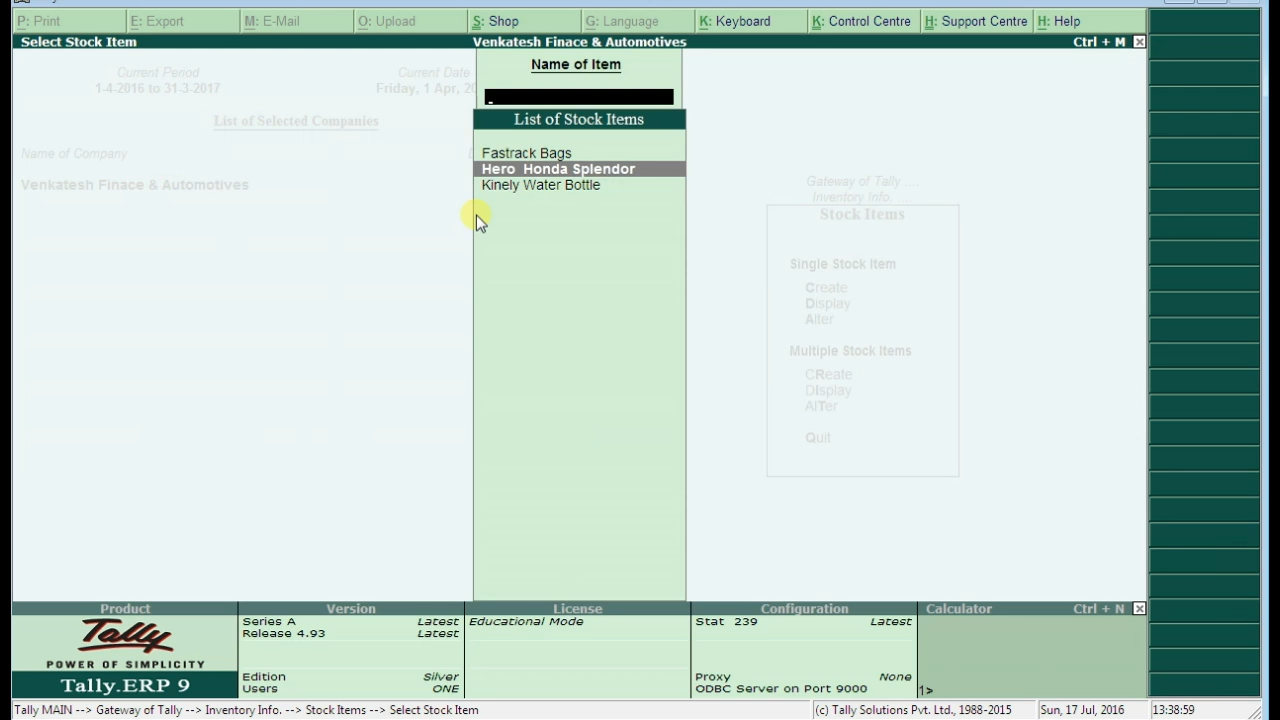 P: Print E: Export M: E-Mail O: Upload S: Shop G: Language K: Keyboard K: Control Centre H: Support Centre H: Help
Select Stock Item Venkatesh Finace & Automotives Ctrl + M
Name of Item
List of Stock Items
Fastrack Bags
Hero Honda Splendor
Kinely Water Bottle
Current Period Current Date
1-4-2016 to 31-3-2017 Friday, 1 Apr, 20
List of Selected Companies
Name of Company
Venkatesh Finace & Automotives
Gateway of Tally ....
Inventory Info. ....
Stock Items
Single Stock Item
Create
Display
Alter
Multiple Stock Items
CReate
DIsplay
AlTer
Quit
Product Version License Configuration Calculator Ctrl + N
Tally
POWER OF SIMPLICITY
Tally.ERP 9
Series A Latest
Release 4.93 Latest
Edition Silver
Users ONE
Educational Mode
Stat 239 Latest
Proxy None
ODBC Server on Port 9000
1>
Tally MAIN --> Gateway of Tally --> Inventory Info. --> Stock Items --> Select Stock Item (c) Tally Solutions Pvt. Ltd., 1988-2015 Sun, 17 Jul, 2016 13:38:59